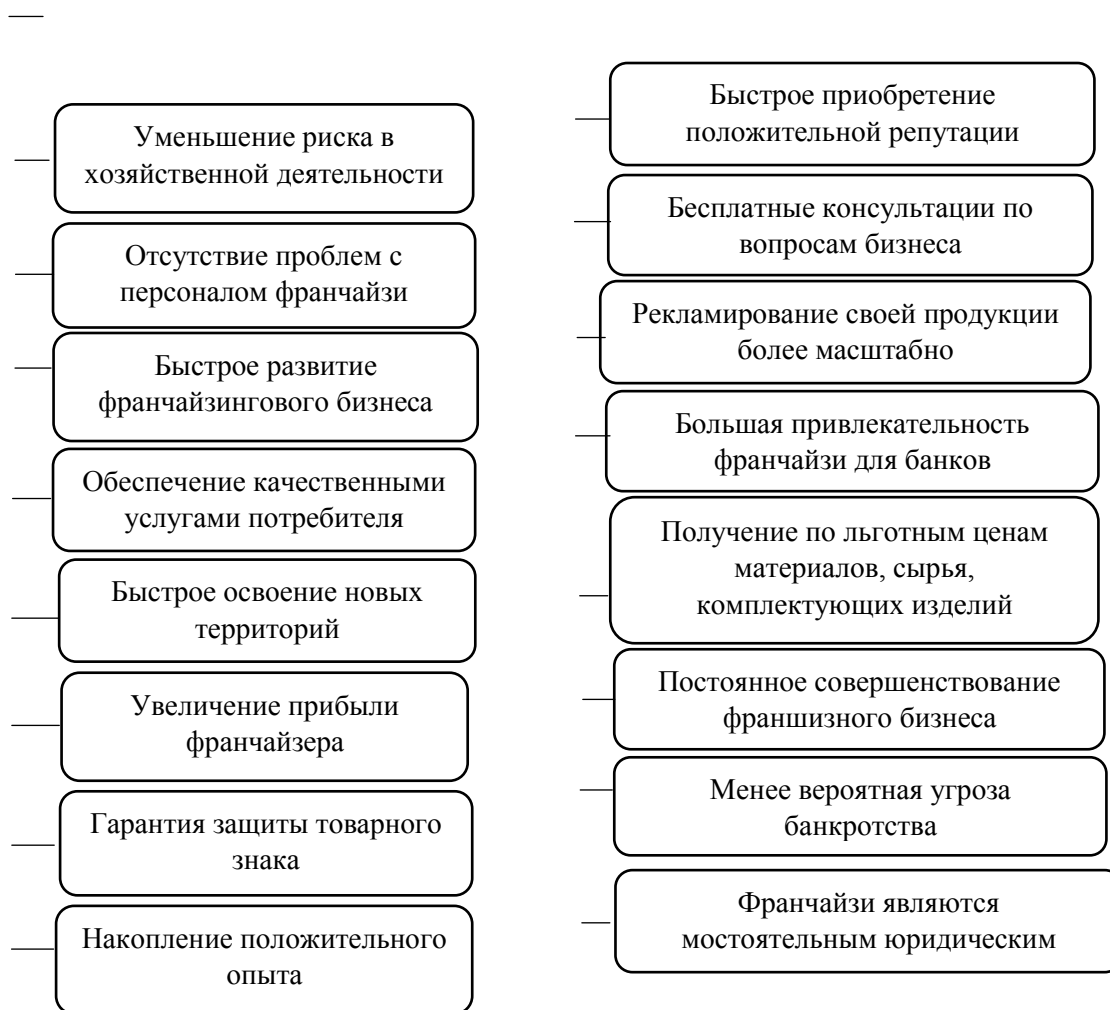 Уменьшение риска в
хозяйственной деятельности
Отсутствие проблем с
персоналом франчайзи
Быстрое развитие
франчайзингового бизнеса
Обеспечение качественными
услугами потребителя
Быстрое освоение новых
территорий
Увеличение прибыли
франчайзера
Гарантия защиты товарного
знака
Накопление положительного
опыта
Быстрое приобретение
положительной репутации
Бесплатные консультации по
вопросам бизнеса
Рекламирование своей продукции
более масштабно
Большая привлекательность
франчайзи для банков
Получение по льготным ценам
материалов, сырья,
комплектующих изделий
Постоянное совершенствование
франшизного бизнеса
Менее вероятная угроза
банкротства
Франчайзи являются
мостоятельным юридическим